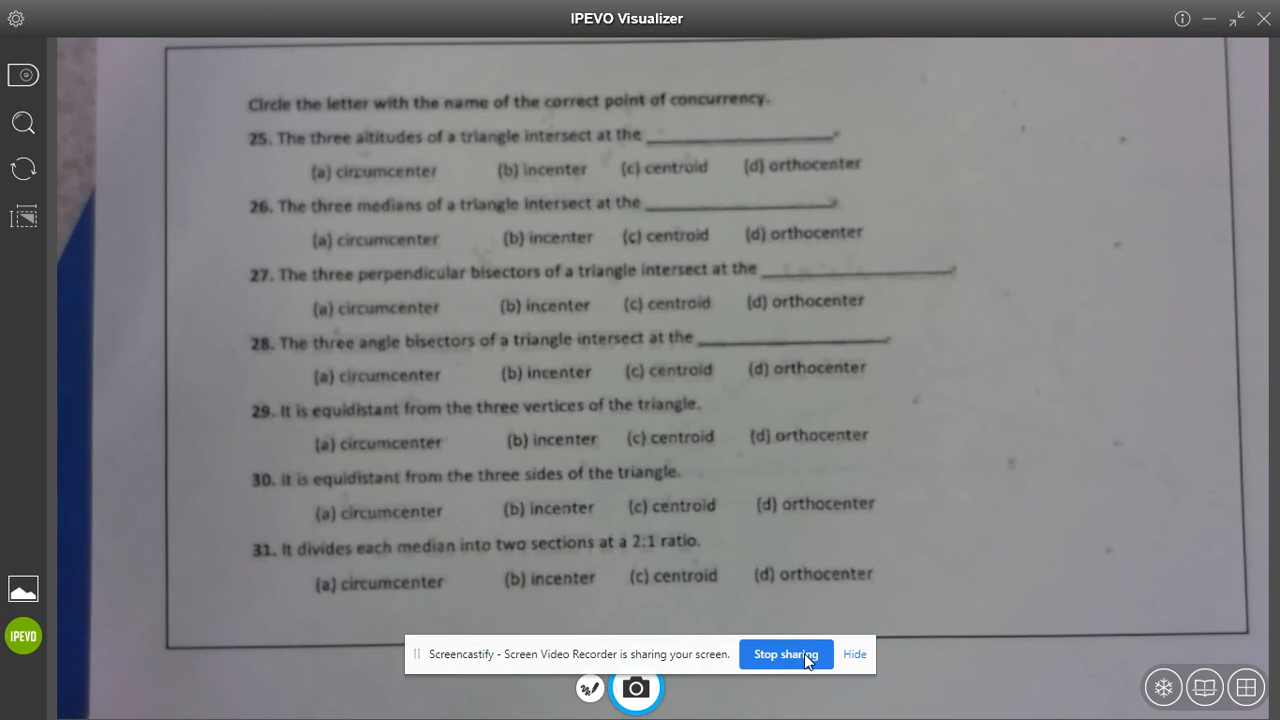 IPEVO Visualizer
Circle the letter with the name of the correct point of concurrency.
25. The three altitudes of a triangle intersect at the ____________________.
(a) circumcenter (b) incenter (c) centroid (d) orthocenter
26. The three medians of a triangle intersect at the ____________________.
(a) circumcenter (b) incenter (c) centroid (d) orthocenter
27. The three perpendicular bisectors of a triangle intersect at the ____________________.
(a) circumcenter (b) incenter (c) centroid (d) orthocenter
28. The three angle bisectors of a triangle intersect at the ____________________.
(a) circumcenter (b) incenter (c) centroid (d) orthocenter
29. It is equidistant from the three vertices of the triangle.
(a) circumcenter (b) incenter (c) centroid (d) orthocenter
30. It is equidistant from the three sides of the triangle.
(a) circumcenter (b) incenter (c) centroid (d) orthocenter
31. It divides each median into two sections at a 2:1 ratio.
(a) circumcenter (b) incenter (c) centroid (d) orthocenter
IPEVO
Screencastify - Screen Video Recorder is sharing your screen. Stop sharing Hide